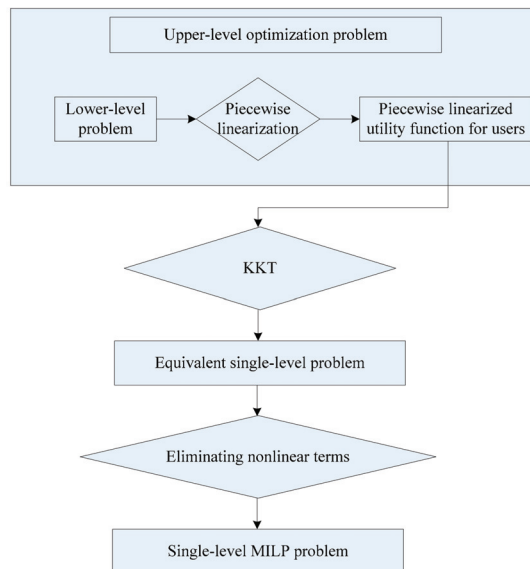 Upper-level optimization problem
Lower-level
problem
Piecewise
linearization
Piecewise linearized
utility function for users
KKT
Equivalent single-level problem
Eliminating nonlinear terms
Single-level MILP problem